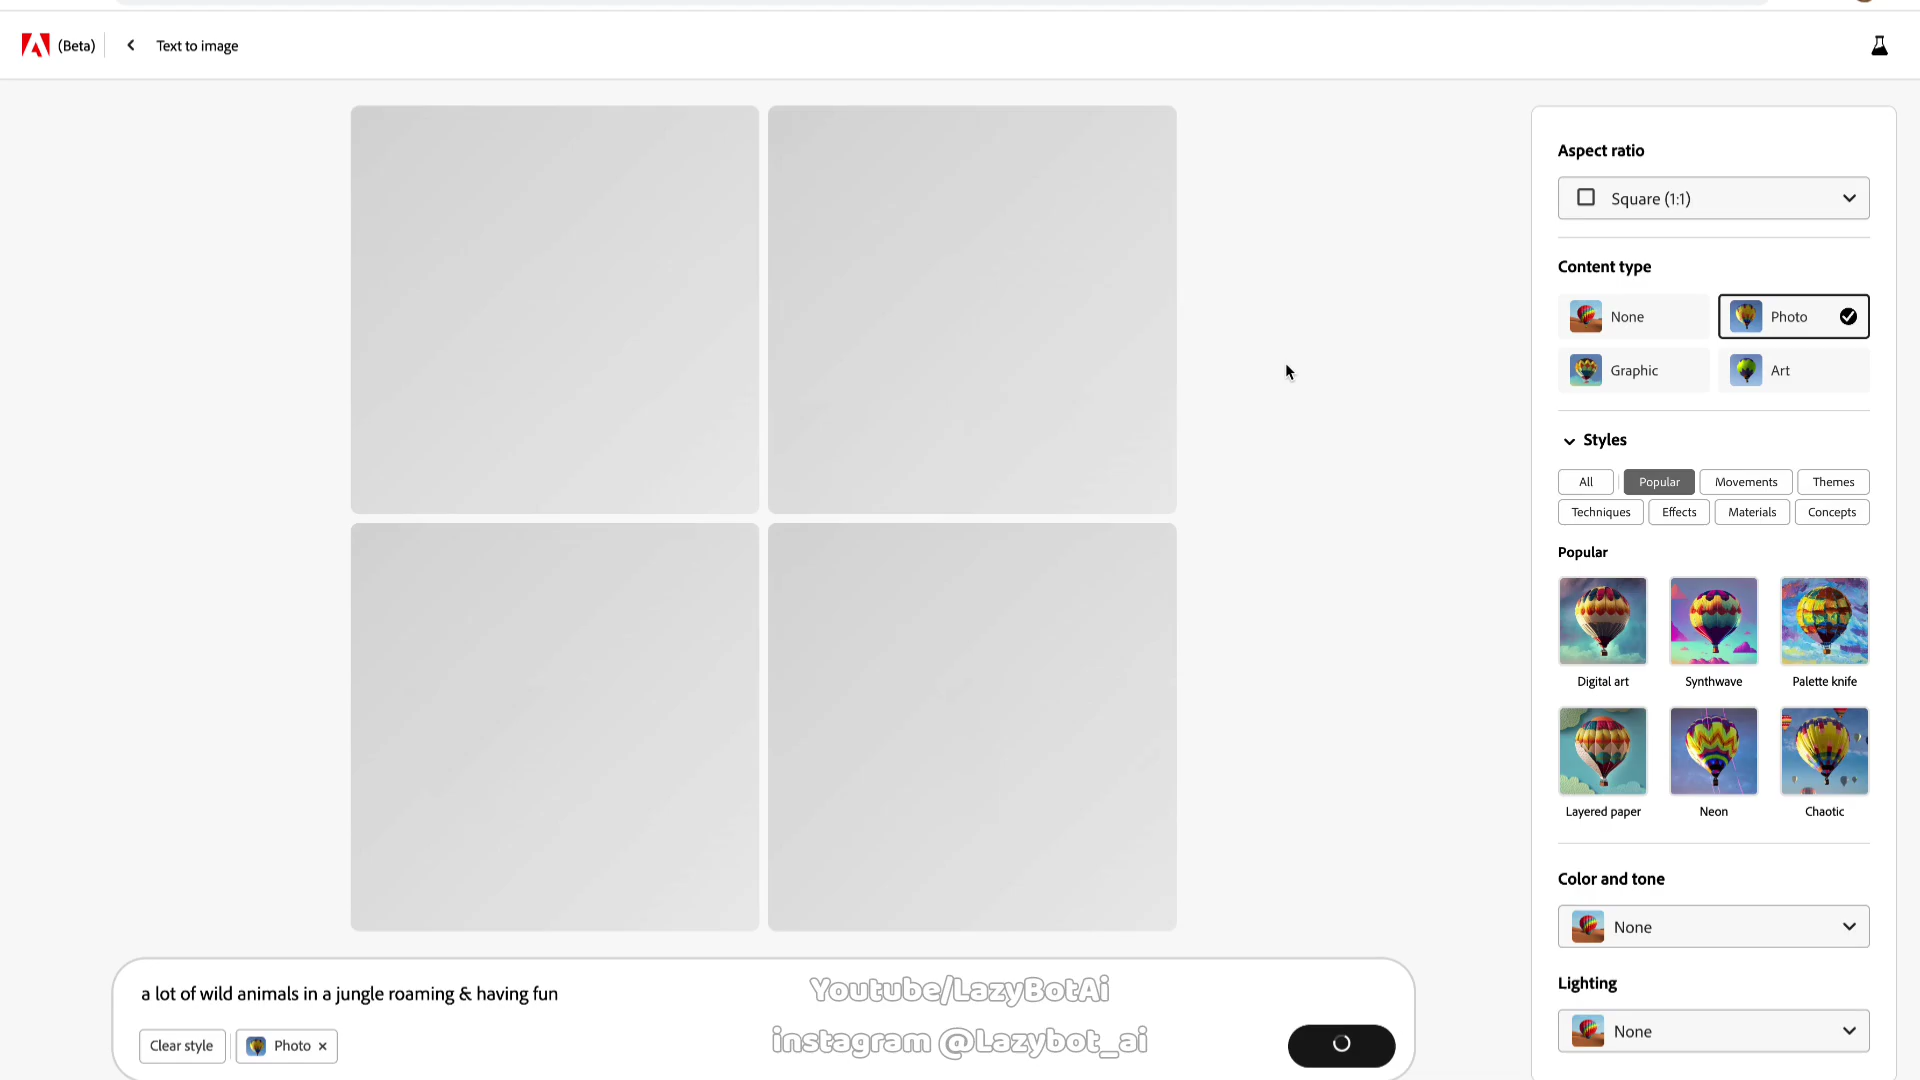 (Beta)
Text to image
Aspect ratio
Square (1:1)
Content type
None
Photo
Graphic
Art
Styles
All
Popular
Movements
Themes
Techniques
Effects
Materials
Concepts
Popular
Digital art
Synthwave
Palette knife
Layered paper
Neon
Chaotic
Color and tone
None
Lighting
None
a lot of wild animals in a jungle roaming & having fun
Clear style
Photo ×
Youtube/LazyBotAi
instagram @Lazybot_ai